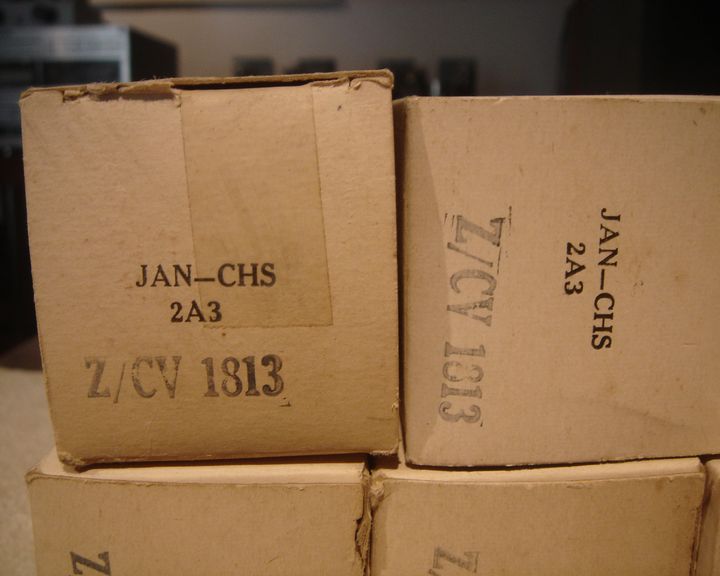 JAN–CHS
2A3
Z/CV 1813
JAN–CHS
2A3
Z/CV 1813
Z
Z